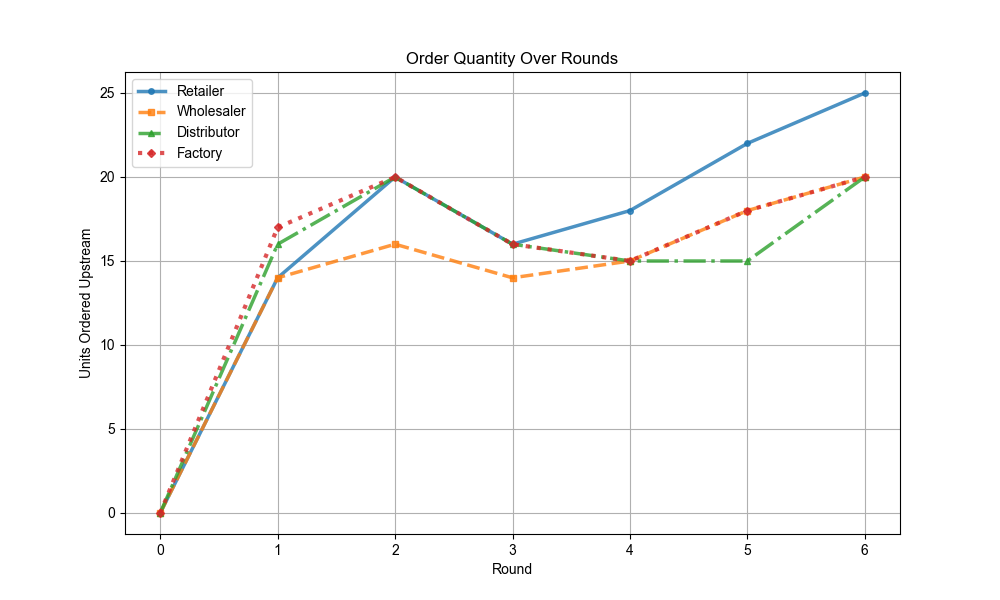 Order Quantity Over Rounds
Retailer
Wholesaler
Distributor
Factory
Units Ordered Upstream
25
20
15
10
5
0
0 1 2 3 4 5 6
Round